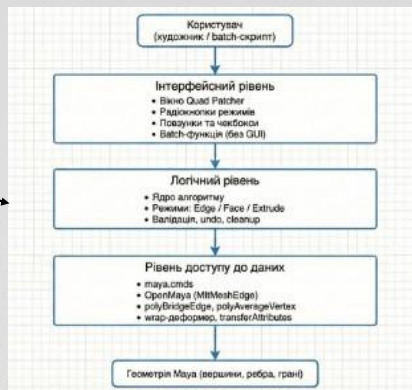 Користувач
(художник / batch-скрипт)
Інтерфейсний рівень
• Вікно Quad Patcher
• Радіокнопки режимів
• Повзунки та чекбокси
• Batch-функція (без GUI)
Логічний рівень
• Ядро алгоритму
• Режими: Edge / Face / Extrude
• Валідація, undo, cleanup
Рівень доступу до даних
• maya.cmds
• OpenMaya (MItMeshEdge)
• polyBridgeEdge, polyAverageVertex
• wrap-деформер, transferAttributes
Геометрія Maya (вершини, ребра, грані)